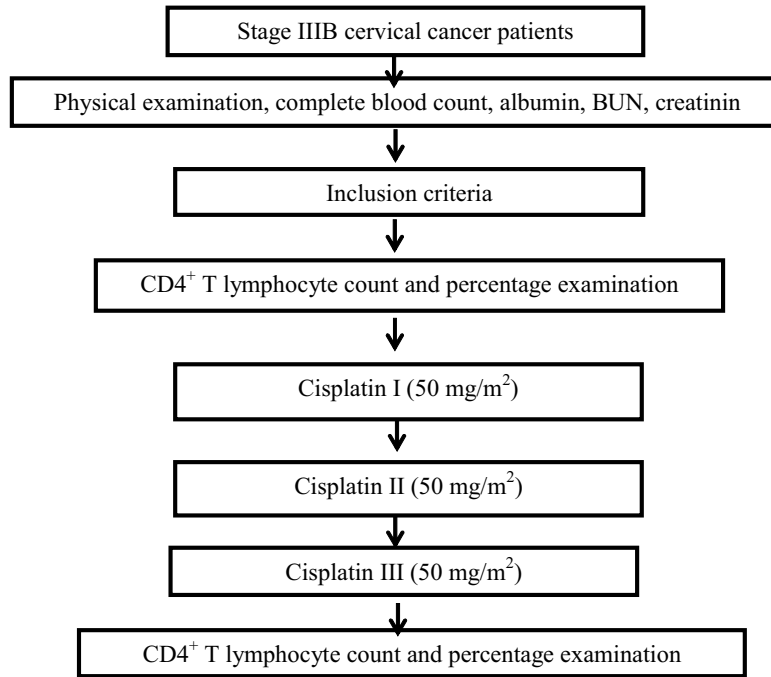 Stage IIIB cervical cancer patients
Physical examination, complete blood count, albumin, BUN, creatinin
Inclusion criteria
CD4⁺ T lymphocyte count and percentage examination
Cisplatin I (50 mg/m²)
Cisplatin II (50 mg/m²)
Cisplatin III (50 mg/m²)
CD4⁺ T lymphocyte count and percentage examination